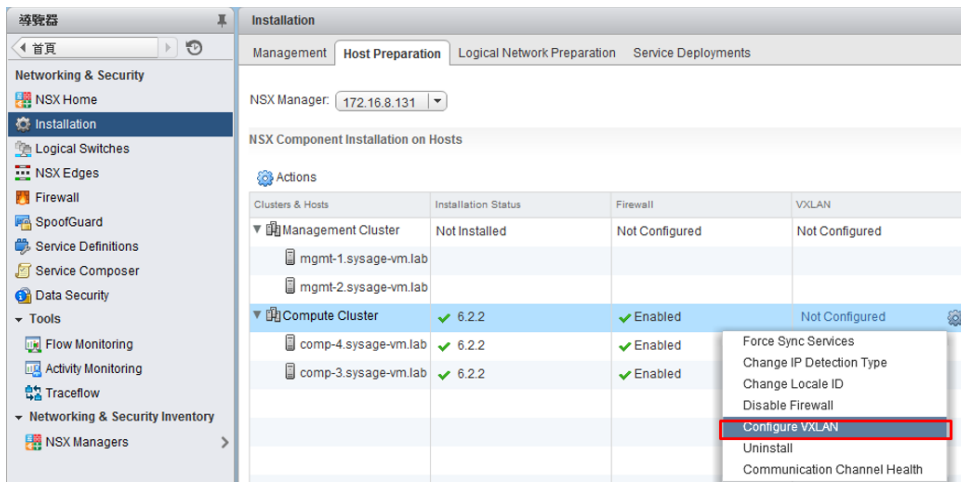 導覽器
首頁
Networking & Security
NSX Home
Installation
Logical Switches
NSX Edges
Firewall
SpoofGuard
Service Definitions
Service Composer
Data Security
Tools
Flow Monitoring
Activity Monitoring
Traceflow
Networking & Security Inventory
NSX Managers
Installation
Management Host Preparation Logical Network Preparation Service Deployments
NSX Manager: 172.16.8.131
NSX Component Installation on Hosts
Actions
Clusters & Hosts Installation Status Firewall VXLAN
Management Cluster Not Installed Not Configured Not Configured
mgmt-1.sysage-vm.lab
mgmt-2.sysage-vm.lab
Compute Cluster 6.2.2 Enabled Not Configured
comp-4.sysage-vm.lab 6.2.2 Enabled
comp-3.sysage-vm.lab 6.2.2 Enabled
Force Sync Services
Change IP Detection Type
Change Locale ID
Disable Firewall
Configure VXLAN
Uninstall
Communication Channel Health